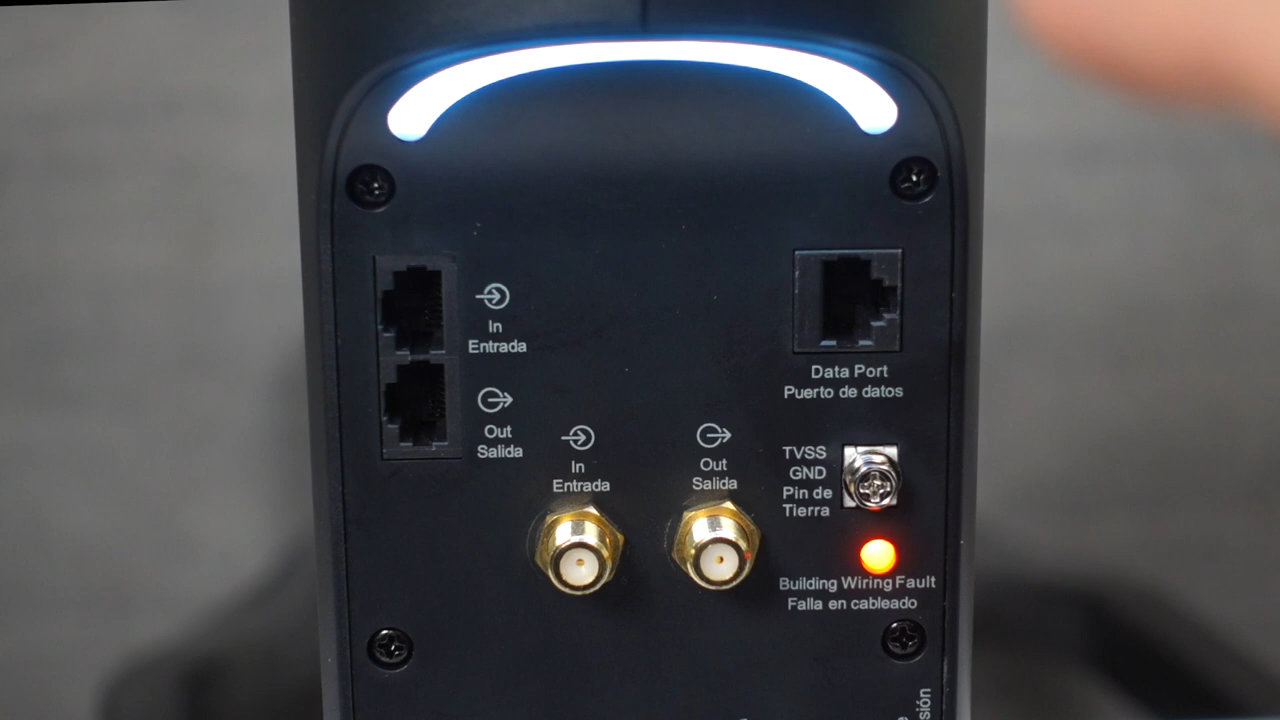 In
Entrada
Out
Salida
In
Entrada
Out
Salida
Data Port
Puerto de datos
TVSS
GND
Pin de
Tierra
Building Wiring Fault
Falla en cableado